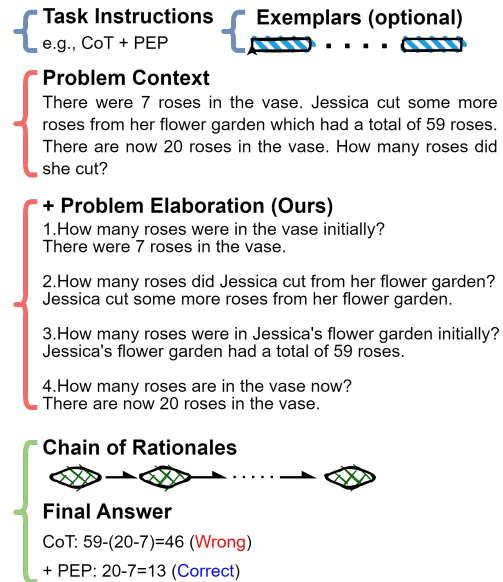 Task Instructions
e.g., CoT + PEP
Exemplars (optional)
Problem Context
There were 7 roses in the vase. Jessica cut some more
roses from her flower garden which had a total of 59 roses.
There are now 20 roses in the vase. How many roses did
she cut?
+ Problem Elaboration (Ours)
1.How many roses were in the vase initially?
There were 7 roses in the vase.
2.How many roses did Jessica cut from her flower garden?
Jessica cut some more roses from her flower garden.
3.How many roses were in Jessica's flower garden initially?
Jessica's flower garden had a total of 59 roses.
4.How many roses are in the vase now?
There are now 20 roses in the vase.
Chain of Rationales
Final Answer
CoT: 59-(20-7)=46 (Wrong)
+ PEP: 20-7=13 (Correct)